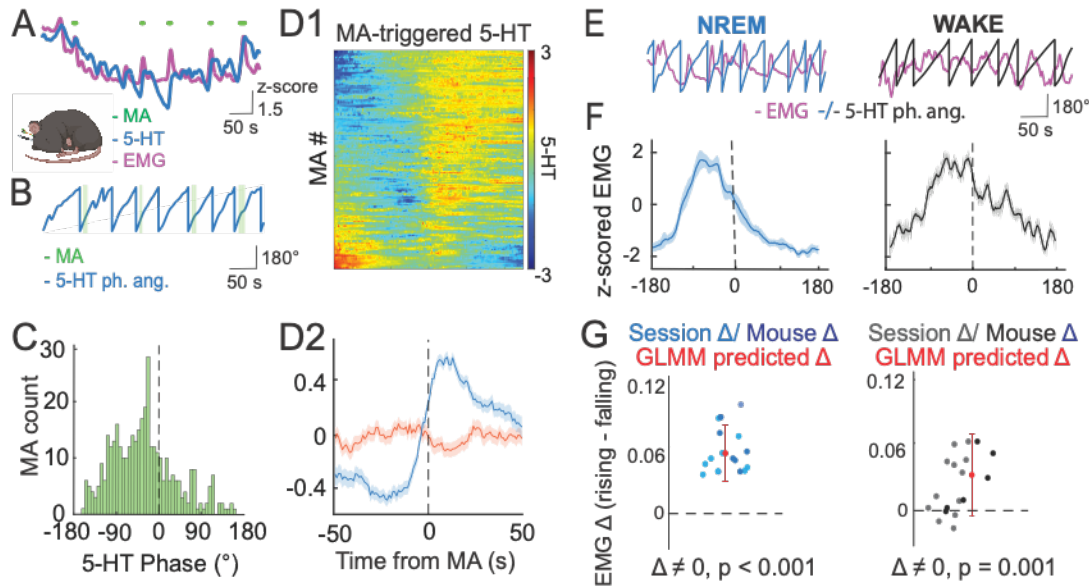 A
z-score
1.5
50 s
- MA
- 5-HT
- EMG
B
180°
50 s
- MA
- 5-HT ph. ang.
C
MA count
30
20
10
0
-180 -90 0 90 180
5-HT Phase (°)
D1
MA-triggered 5-HT
MA #
3
5-HT
-3
D2
0.4
0
-0.4
-50 0 50
Time from MA (s)
E
NREM WAKE
- EMG -/- 5-HT ph. ang.
180°
50 s
F
z-scored EMG
2
0
-2
-180 0 180
-180 0 180
G
Session Δ/ Mouse Δ
GLMM predicted Δ
Session Δ/ Mouse Δ
GLMM predicted Δ
EMG Δ (rising - falling)
0.12
0.06
0
0.12
0.06
0
Δ ≠ 0, p < 0.001
Δ ≠ 0, p = 0.001